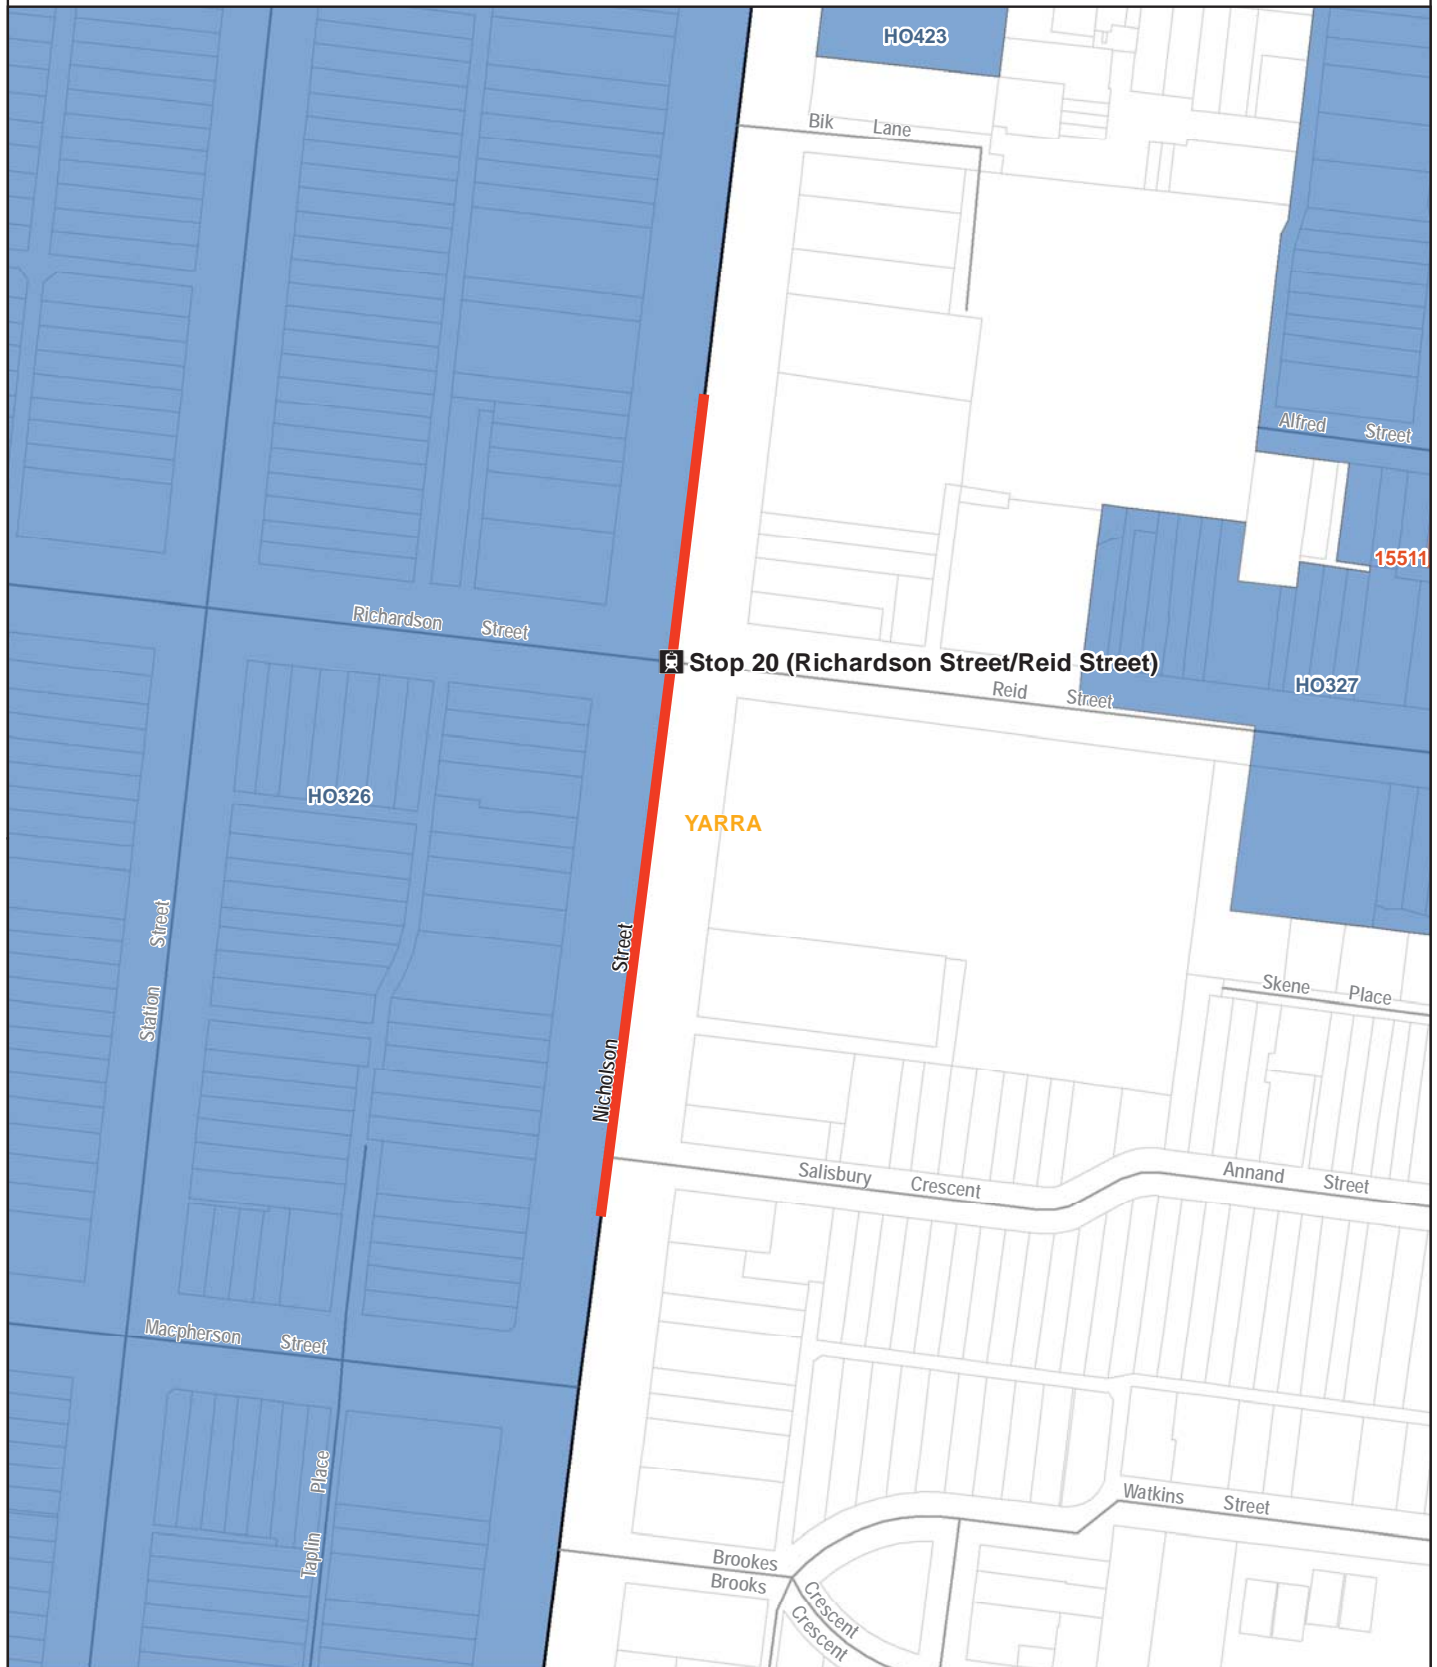 HO423
Bik Lane
Alfred Street
15511
Richardson Street
Stop 20 (Richardson Street/Reid Street)
Reid Street
HO327
HO326
YARRA
Station Street
Nicholson Street
Skene Place
Salisbury Crescent
Annand Street
Macpherson Street
Taplin Place
Watkins Street
Brookes Crescent
Brooks Crescent